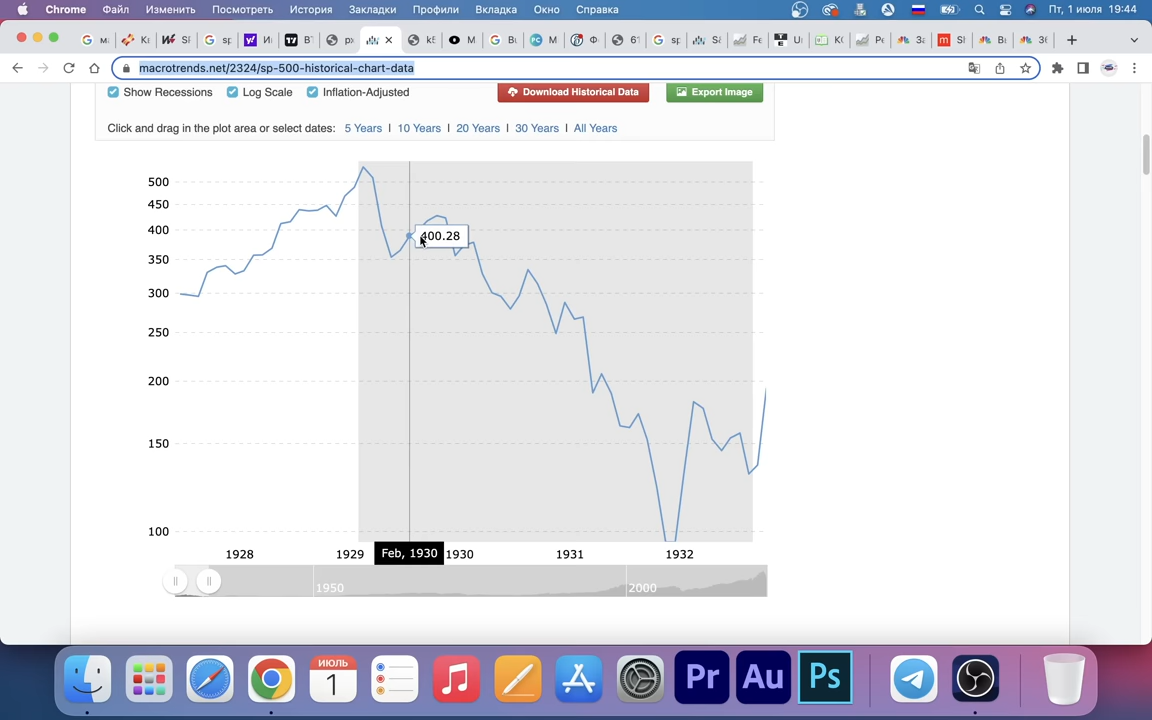 Chrome Файл Изменить Посмотреть История Закладки Профили Вкладка Окно Справка Пт, 1 июля 19:44
macrotrends.net/2324/sp-500-historical-chart-data
Show Recessions Log Scale Inflation-Adjusted Download Historical Data Export Image
Click and drag in the plot area or select dates: 5 Years | 10 Years | 20 Years | 30 Years | All Years
500
450
400
400.28
350
300
250
200
150
100
1928 1929 Feb, 1930 1930 1931 1932
1950 2000
ИЮЛЬ
1
Pr Au Ps